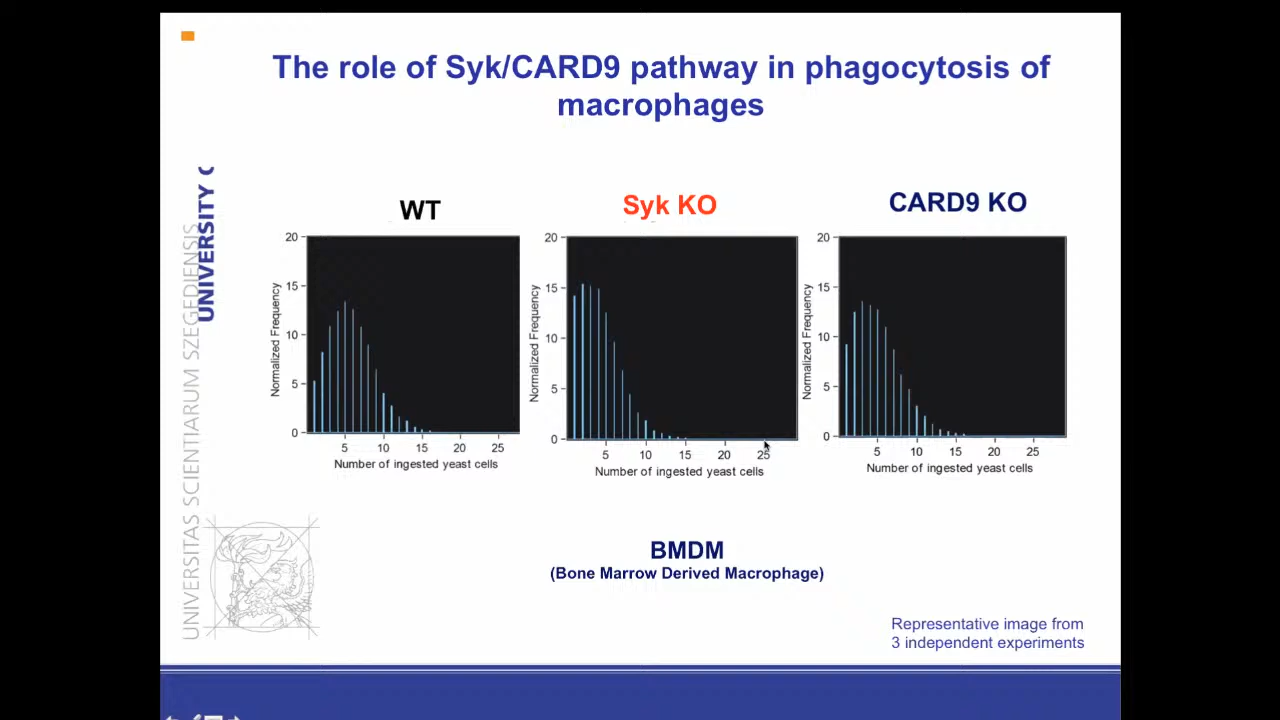 The role of Syk/CARD9 pathway in phagocytosis of
macrophages
UNIVERSITAS SCIENTIARUM SZEGEDIENSIS
UNIVERSITY
WT
Syk KO
CARD9 KO
Normalized Frequency
20
15
10
5
0
5 10 15 20 25
Number of ingested yeast cells
Normalized Frequency
20
15
10
5
0
5 10 15 20 25
Number of ingested yeast cells
Normalized Frequency
20
15
10
5
0
5 10 15 20 25
Number of ingested yeast cells
BMDM
(Bone Marrow Derived Macrophage)
Representative image from
3 independent experiments